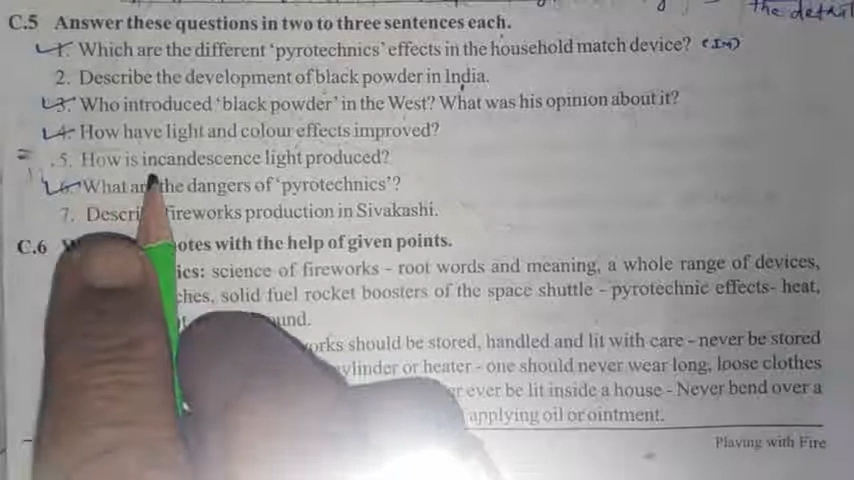 the detail
C.5 Answer these questions in two to three sentences each.
1. Which are the different 'pyrotechnics' effects in the household match device? (IM)
2. Describe the development of black powder in India.
3. Who introduced 'black powder' in the West? What was his opinion about it?
4. How have light and colour effects improved?
5. How is incandescence light produced?
6. What are the dangers of 'pyrotechnics'?
7. Descri fireworks production in Sivakashi.
C.6 otes with the help of given points.
ics: science of fireworks - root words and meaning, a whole range of devices,
ches, solid fuel rocket boosters of the space shuttle - pyrotechnic effects- heat,
und.
orks should be stored, handled and lit with care - never be stored
ylinder or heater - one should never wear long, loose clothes
er ever be lit inside a house - Never bend over a
applying oil or ointment.
Playing with Fire